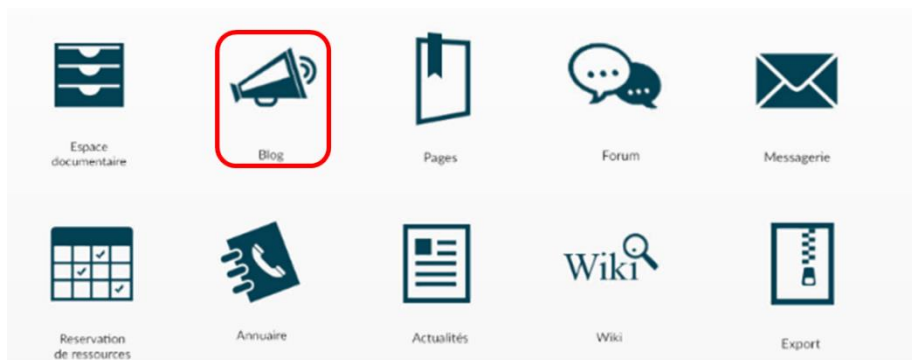 Espace
documentaire
Blog
Pages
Forum
Messagerie
Wiki
Reservation
de ressources
Annuaire
Actualités
Wiki
Export